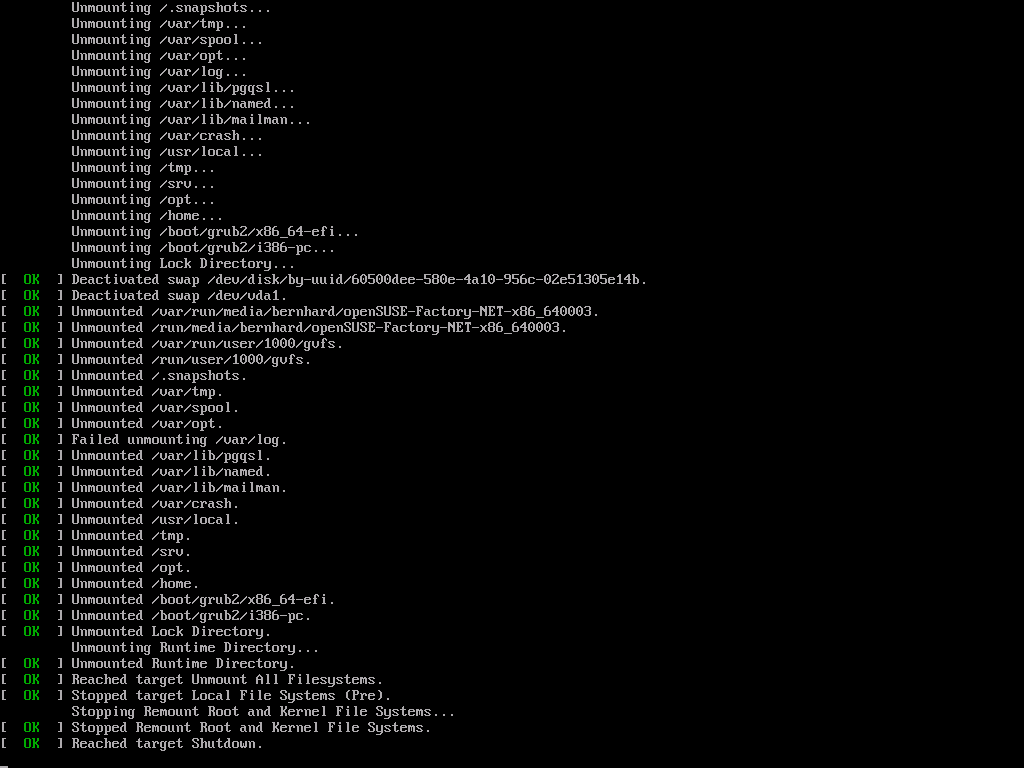 Unmounting /.snapshots...
Unmounting /var/tmp...
Unmounting /var/spool...
Unmounting /var/opt...
Unmounting /var/log...
Unmounting /var/lib/pgqsl...
Unmounting /var/lib/named...
Unmounting /var/lib/mailman...
Unmounting /var/crash...
Unmounting /usr/local...
Unmounting /tmp...
Unmounting /srv...
Unmounting /opt...
Unmounting /home...
Unmounting /boot/grub2/x86_64-efi...
Unmounting /boot/grub2/i386-pc...
Unmounting Lock Directory...
[  OK  ] Deactivated swap /dev/disk/by-uuid/60500dee-580e-4a10-956c-02e51305e14b.
[  OK  ] Deactivated swap /dev/vda1.
[  OK  ] Unmounted /var/run/media/bernhard/openSUSE-Factory-NET-x86_640003.
[  OK  ] Unmounted /run/media/bernhard/openSUSE-Factory-NET-x86_640003.
[  OK  ] Unmounted /var/run/user/1000/gvfs.
[  OK  ] Unmounted /run/user/1000/gvfs.
[  OK  ] Unmounted /.snapshots.
[  OK  ] Unmounted /var/tmp.
[  OK  ] Unmounted /var/spool.
[  OK  ] Unmounted /var/opt.
[  OK  ] Failed unmounting /var/log.
[  OK  ] Unmounted /var/lib/pgqsl.
[  OK  ] Unmounted /var/lib/named.
[  OK  ] Unmounted /var/lib/mailman.
[  OK  ] Unmounted /var/crash.
[  OK  ] Unmounted /usr/local.
[  OK  ] Unmounted /tmp.
[  OK  ] Unmounted /srv.
[  OK  ] Unmounted /opt.
[  OK  ] Unmounted /home.
[  OK  ] Unmounted /boot/grub2/x86_64-efi.
[  OK  ] Unmounted /boot/grub2/i386-pc.
[  OK  ] Unmounted Lock Directory.
Unmounting Runtime Directory...
[  OK  ] Unmounted Runtime Directory.
[  OK  ] Reached target Unmount All Filesystems.
[  OK  ] Stopped target Local File Systems (Pre).
Stopping Remount Root and Kernel File Systems...
[  OK  ] Stopped Remount Root and Kernel File Systems.
[  OK  ] Reached target Shutdown.